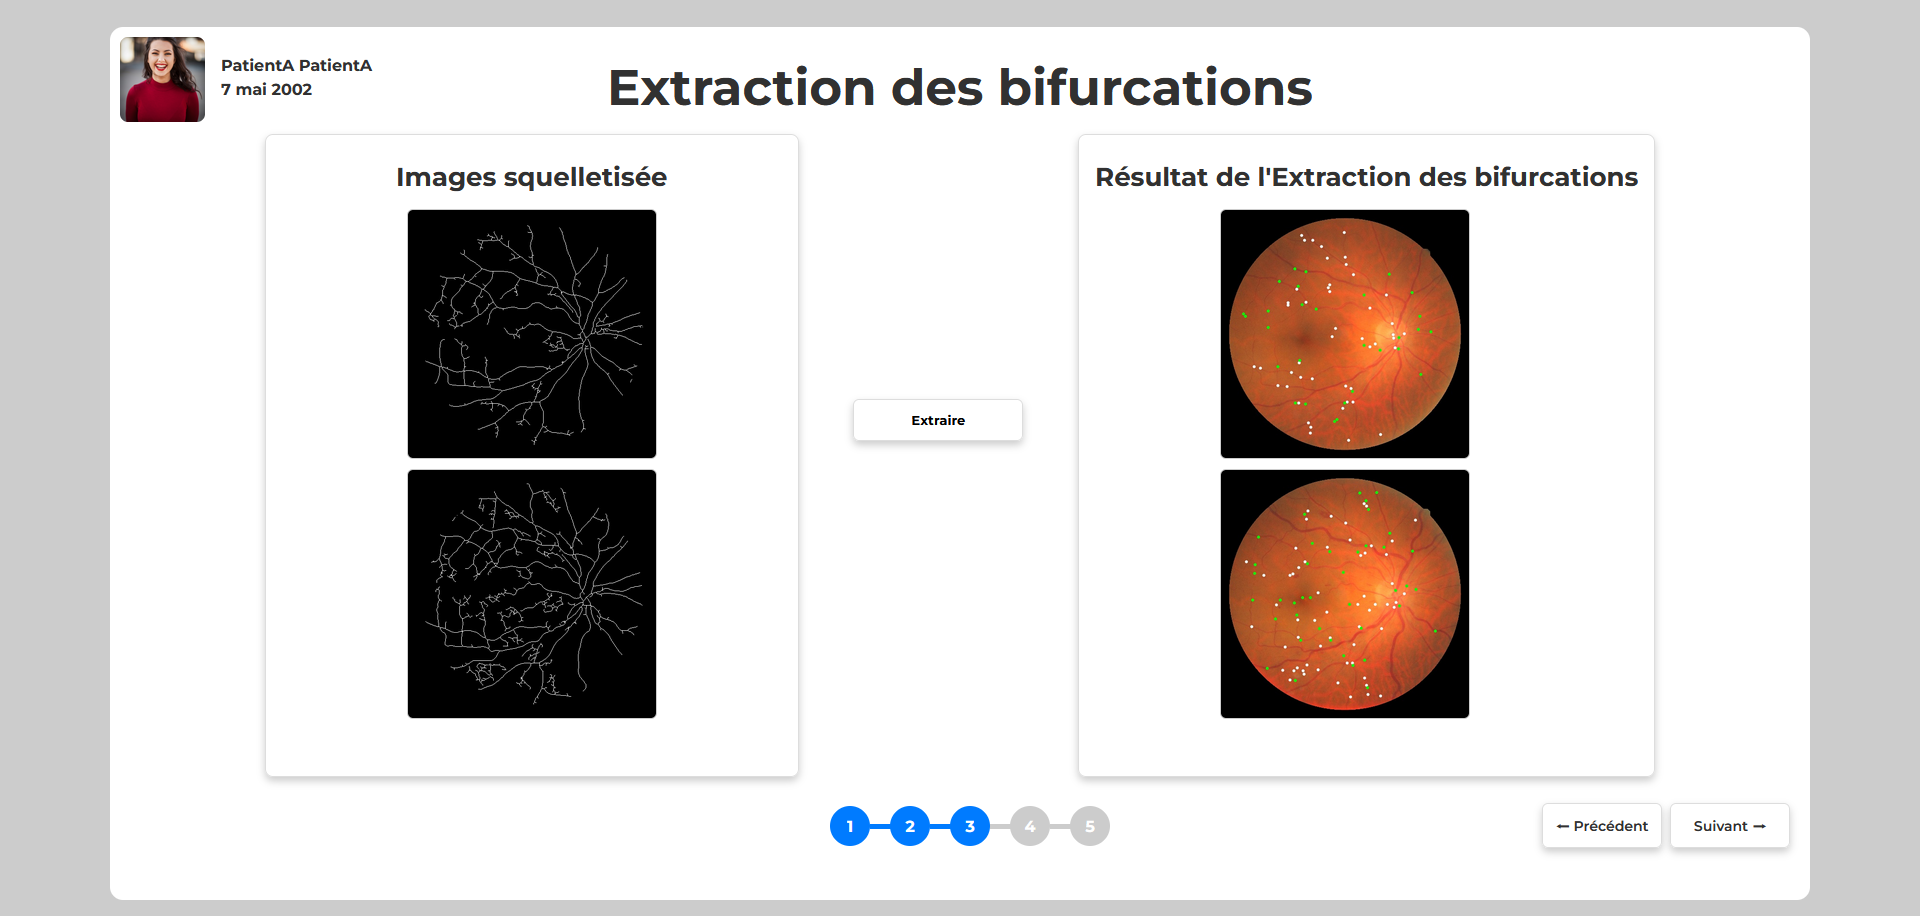 PatientA PatientA
7 mai 2002
Extraction des bifurcations
Images squelletisée
Résultat de l'Extraction des bifurcations
Extraire
1 2 3 4 5
← Précédent
Suivant →